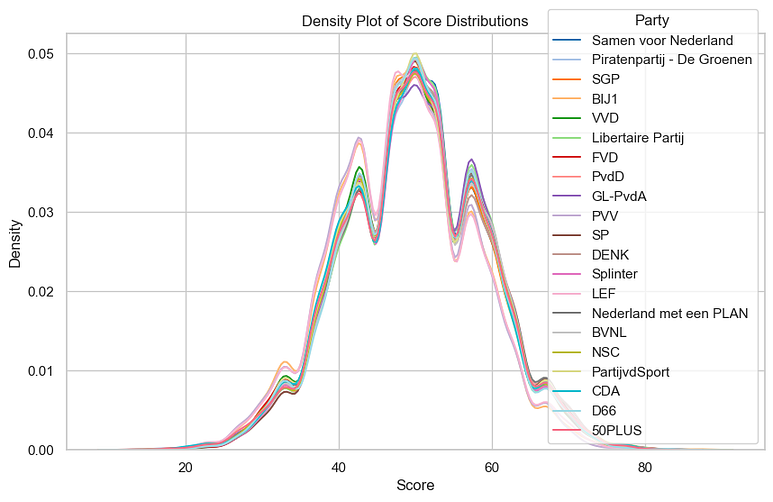 Density Plot of Score Distributions
Party
Samen voor Nederland
Piratenpartij - De Groenen
SGP
BIJ1
VVD
Libertaire Partij
FVD
PvdD
GL-PvdA
PVV
SP
DENK
Splinter
LEF
Nederland met een PLAN
BVNL
NSC
PartijvdSport
CDA
D66
50PLUS
0.05
0.04
0.03
0.02
0.01
0.00
Density
20 40 60 80
Score